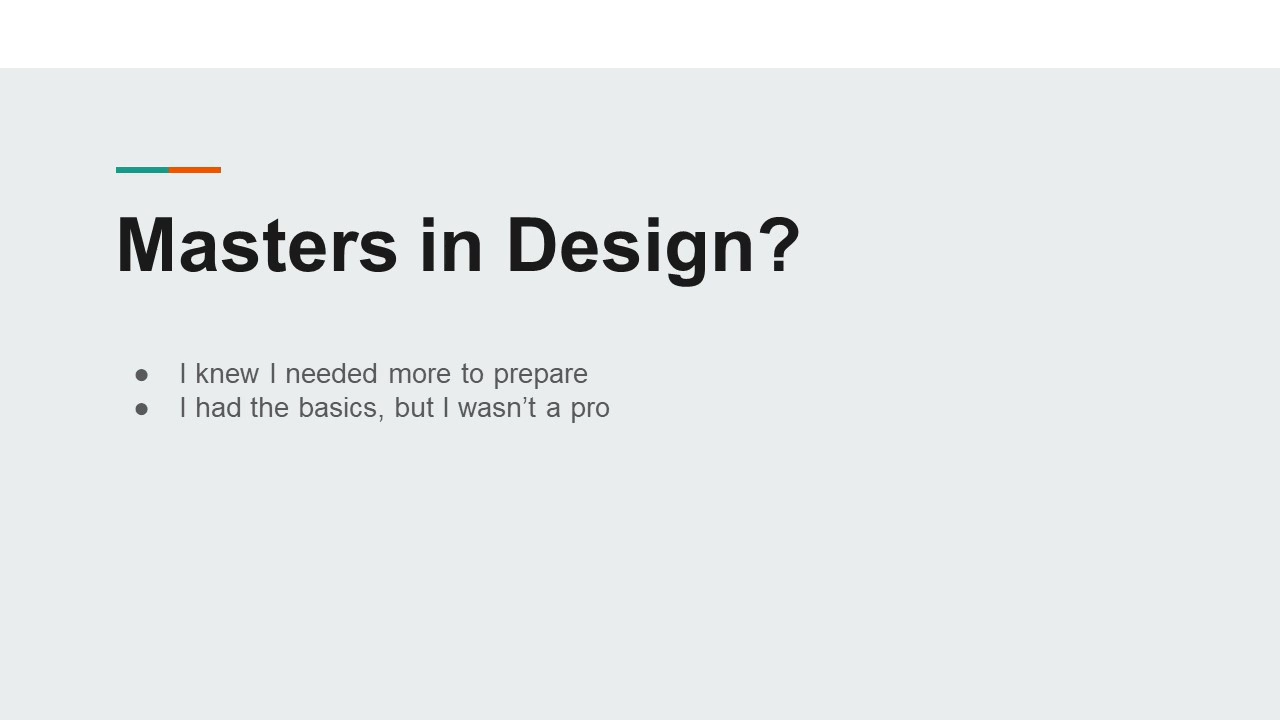 Masters in Design?
● I knew I needed more to prepare
● I had the basics, but I wasn’t a pro